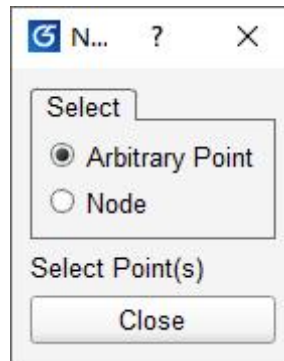 N... ?
Select
Arbitrary Point
Node
Select Point(s)
Close